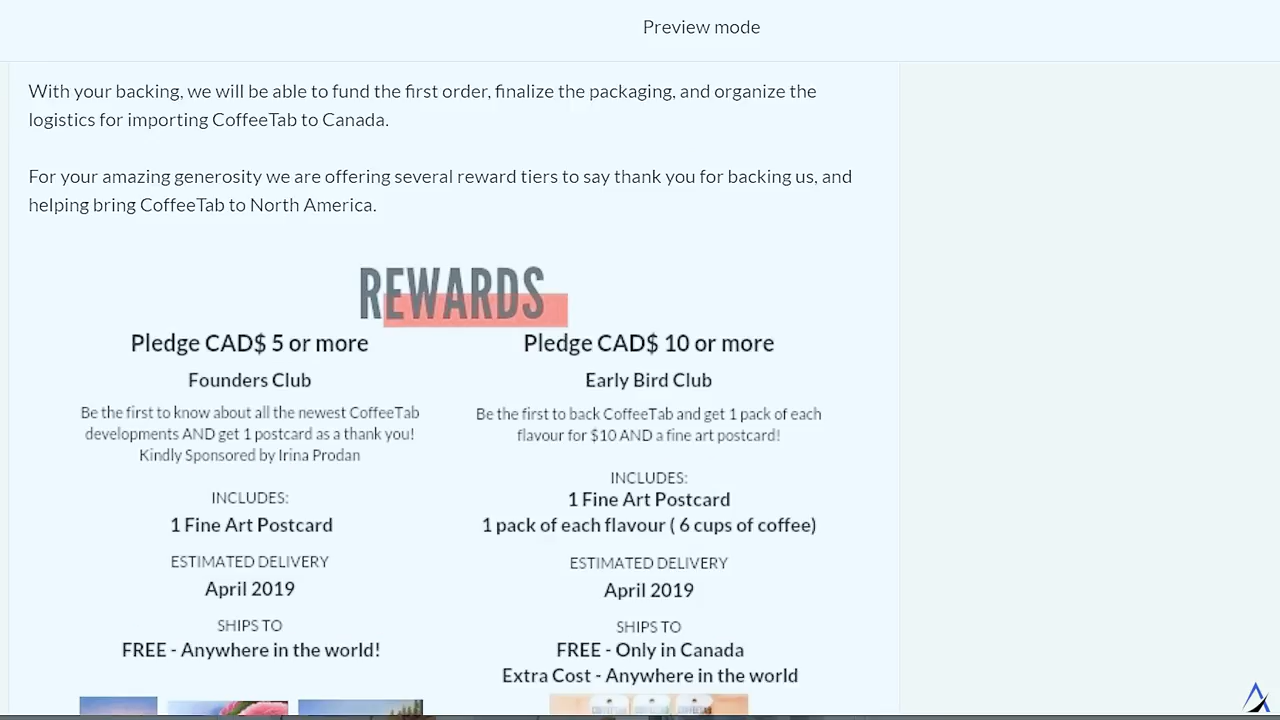 Preview mode
With your backing, we will be able to fund the first order, finalize the packaging, and organize the
logistics for importing CoffeeTab to Canada.
For your amazing generosity we are offering several reward tiers to say thank you for backing us, and
helping bring CoffeeTab to North America.
REWARDS
Pledge CAD$ 5 or more
Founders Club
Be the first to know about all the newest CoffeeTab
developments AND get 1 postcard as a thank you!
Kindly Sponsored by Irina Prodan
INCLUDES:
1 Fine Art Postcard
ESTIMATED DELIVERY
April 2019
SHIPS TO
FREE - Anywhere in the world!
Pledge CAD$ 10 or more
Early Bird Club
Be the first to back CoffeeTab and get 1 pack of each
flavour for $10 AND a fine art postcard!
INCLUDES:
1 Fine Art Postcard
1 pack of each flavour ( 6 cups of coffee)
ESTIMATED DELIVERY
April 2019
SHIPS TO
FREE - Only in Canada
Extra Cost - Anywhere in the world